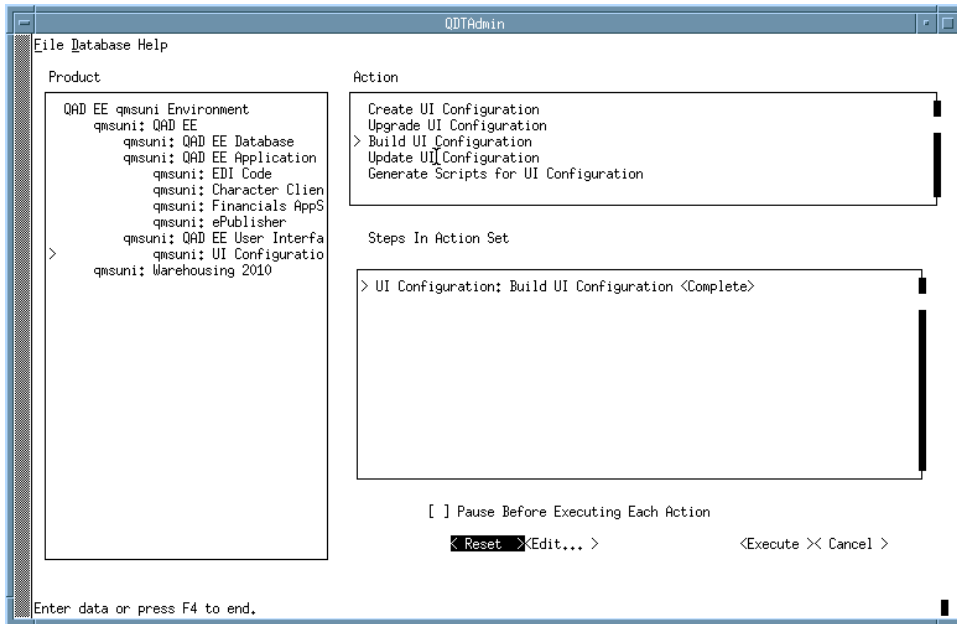 QDTAdmin
File Database Help
Product
QAD EE qmsuni Environment
qmsuni: QAD EE
qmsuni: QAD EE Database
qmsuni: QAD EE Application
qmsuni: EDI Code
qmsuni: Character Clien
qmsuni: Financials AppS
qmsuni: ePublisher
qmsuni: QAD EE User Interfa
> qmsuni: UI Configuratio
qmsuni: Warehousing 2010
Action
Create UI Configuration
Upgrade UI Configuration
> Build UI Configuration
Update UI Configuration
Generate Scripts for UI Configuration
Steps In Action Set
> UI Configuration: Build UI Configuration <Complete>
[ ] Pause Before Executing Each Action
< Reset ><Edit... > <Execute >< Cancel >
Enter data or press F4 to end.